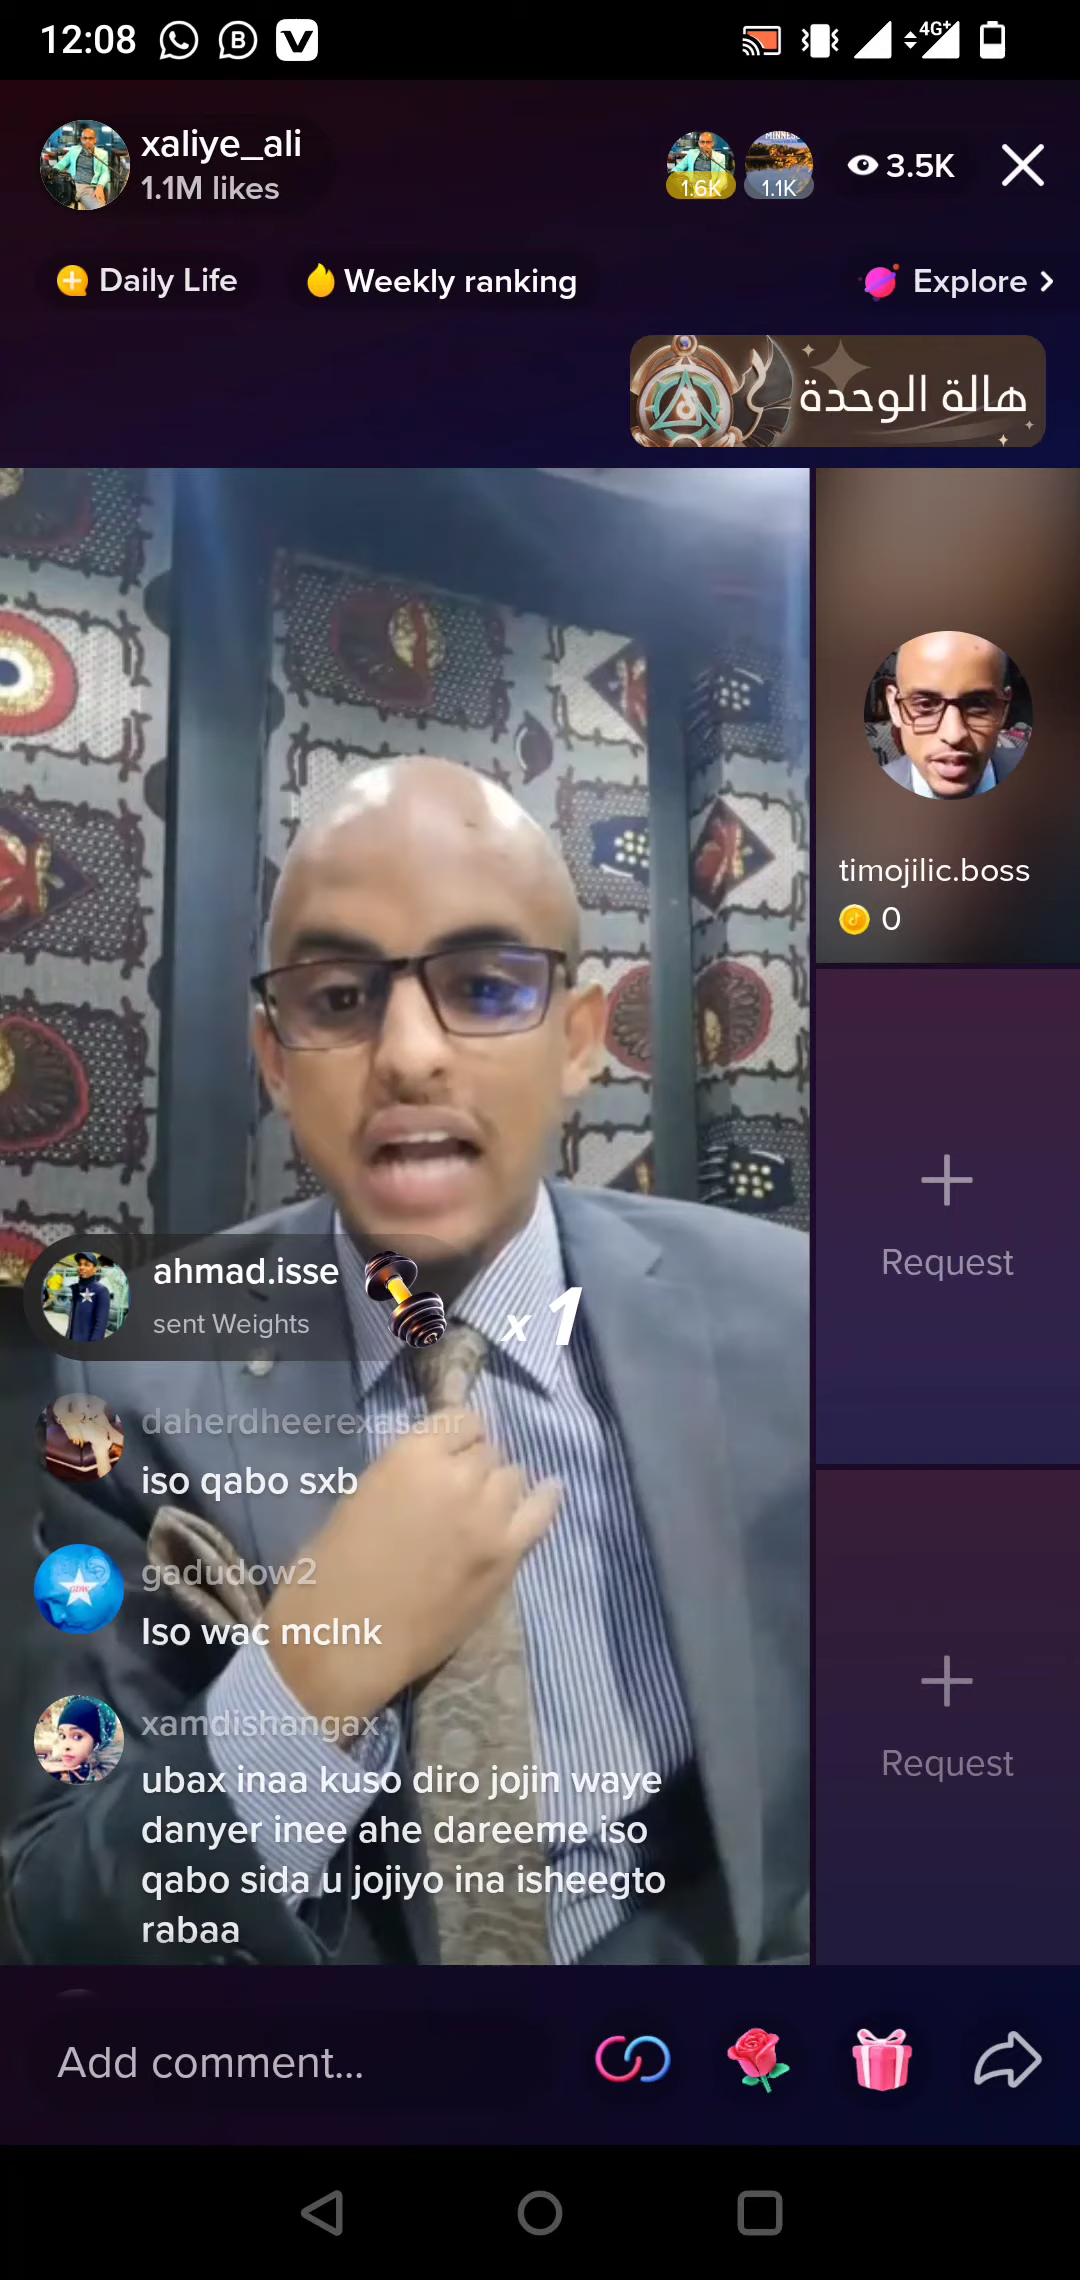 12:08
4G+
xaliye_ali
1.1M likes
1.6K
1.1K
3.5K
Daily Life
Weekly ranking
Explore
هالة الوحدة
timojilic.boss
0
Request
Request
ahmad.isse
sent Weights
x 1
daherdheerexasanr
iso qabo sxb
gadudow2
Iso wac mclnk
xamdishangax
ubax inaa kuso diro jojin waye
danyer inee ahe dareeme iso
qabo sida u jojiyo ina isheegto
rabaa
Add comment...